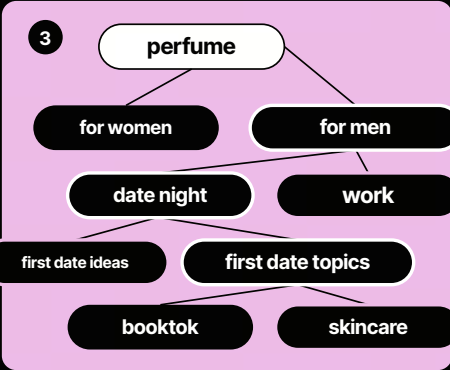 3
perfume
for women
for men
date night
work
first date ideas
first date topics
booktok
skincare